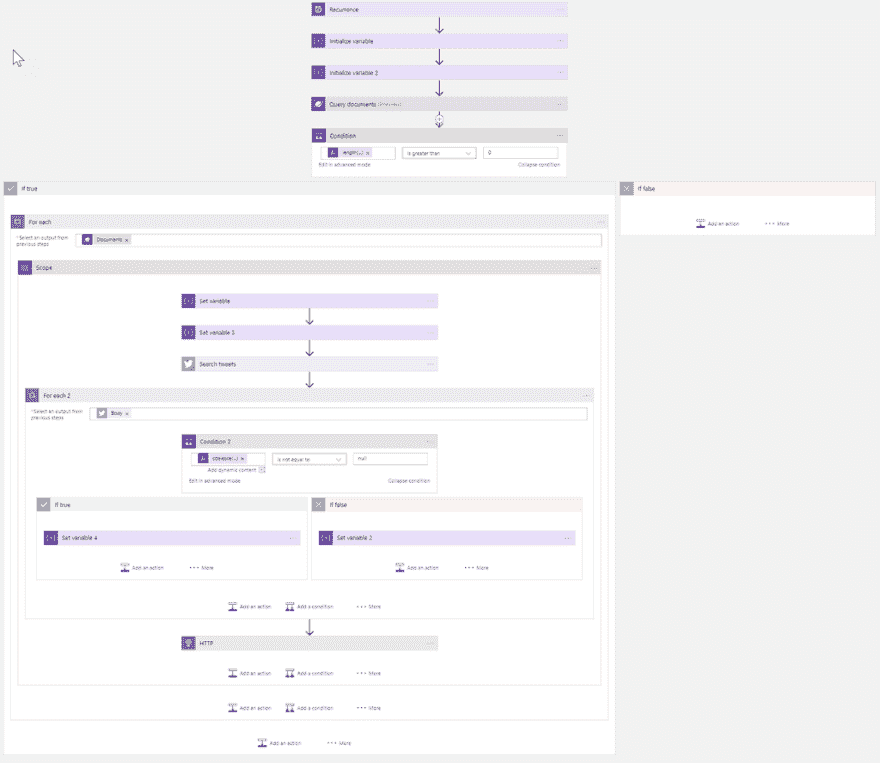 Recurrence
Initialize variable
Initialize variable 2
Query documents (Preview)
Condition
length(...) x
is greater than
0
Edit in advanced mode
Collapse condition
If true
If false
Add an action
More
For each
*Select an output from
previous steps
Documents x
Scope
Set variable
Set variable 3
Search tweets
For each 2
*Select an output from
previous steps
Body x
Condition 2
is not equal to
null
Add dynamic content
Edit in advanced mode
Collapse condition
If true
If false
Set variable 4
Set variable 2
Add an action
More
Add an action
More
Add an action
Add a condition
More
HTTP
Add an action
Add a condition
More
Add an action
Add a condition
More
Add an action
More